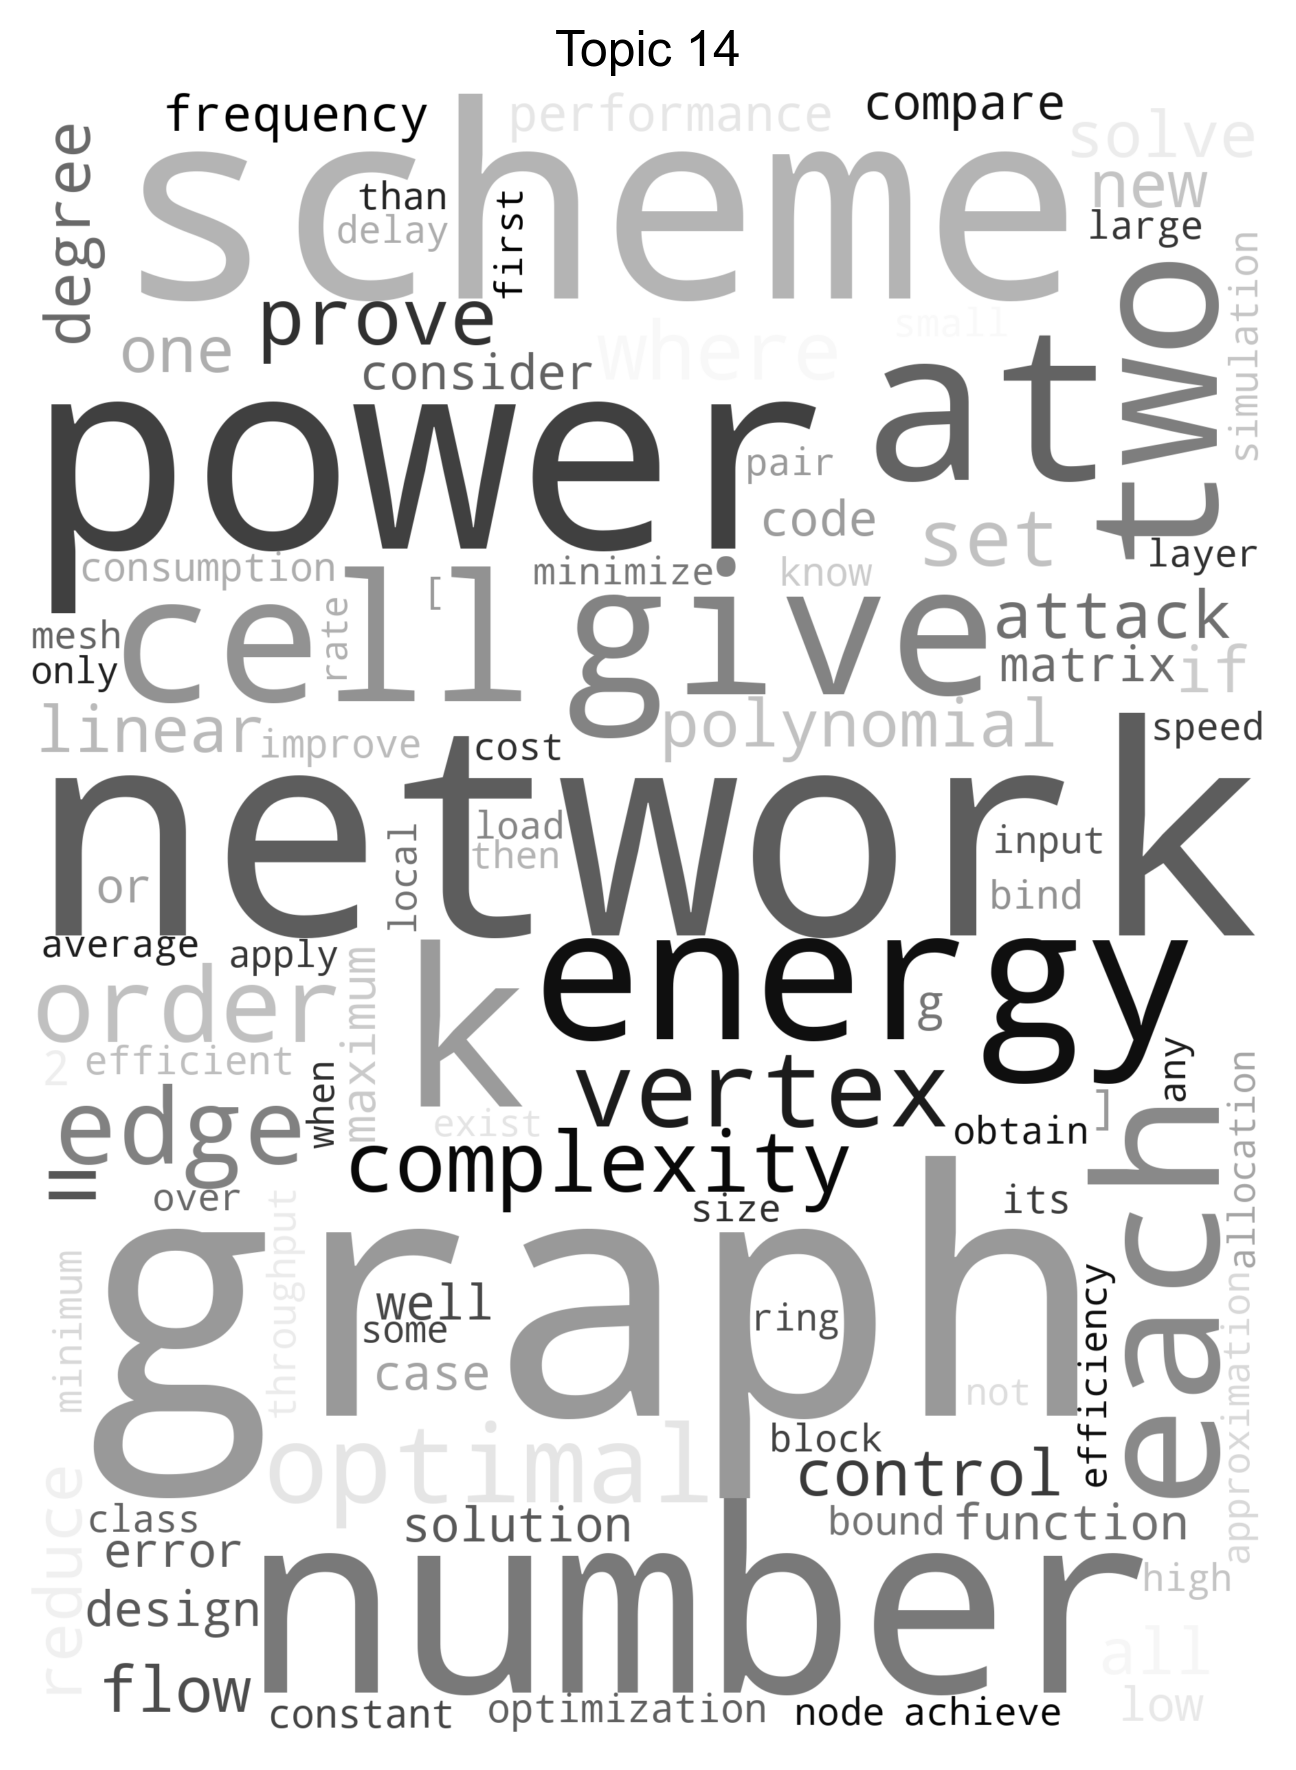 Topic 14
frequency
performance
compare
solve
degree
scheme
than
new
delay
first
large
prove
one
where
small
two
simulation
consider
at
power
pair
code
set
layer
consumption
minimize
know
[
cell
give
rate
mesh
only
attack
matrix
if
linear
improve
polynomial
cost
speed
network
load
then
local
input
or
bind
average
apply
energy
order
k
maximum
g
2
efficient
when
vertex
any
exist
edge
obtain
]
each
allocation
complexity
=
over
size
its
graph
throughput
minimum
well
some
ring
case
not
efficiency
approximation
optimal
block
control
reduce
class
solution
bound
function
error
number
high
design
flow
all
low
constant
optimization
node
achieve